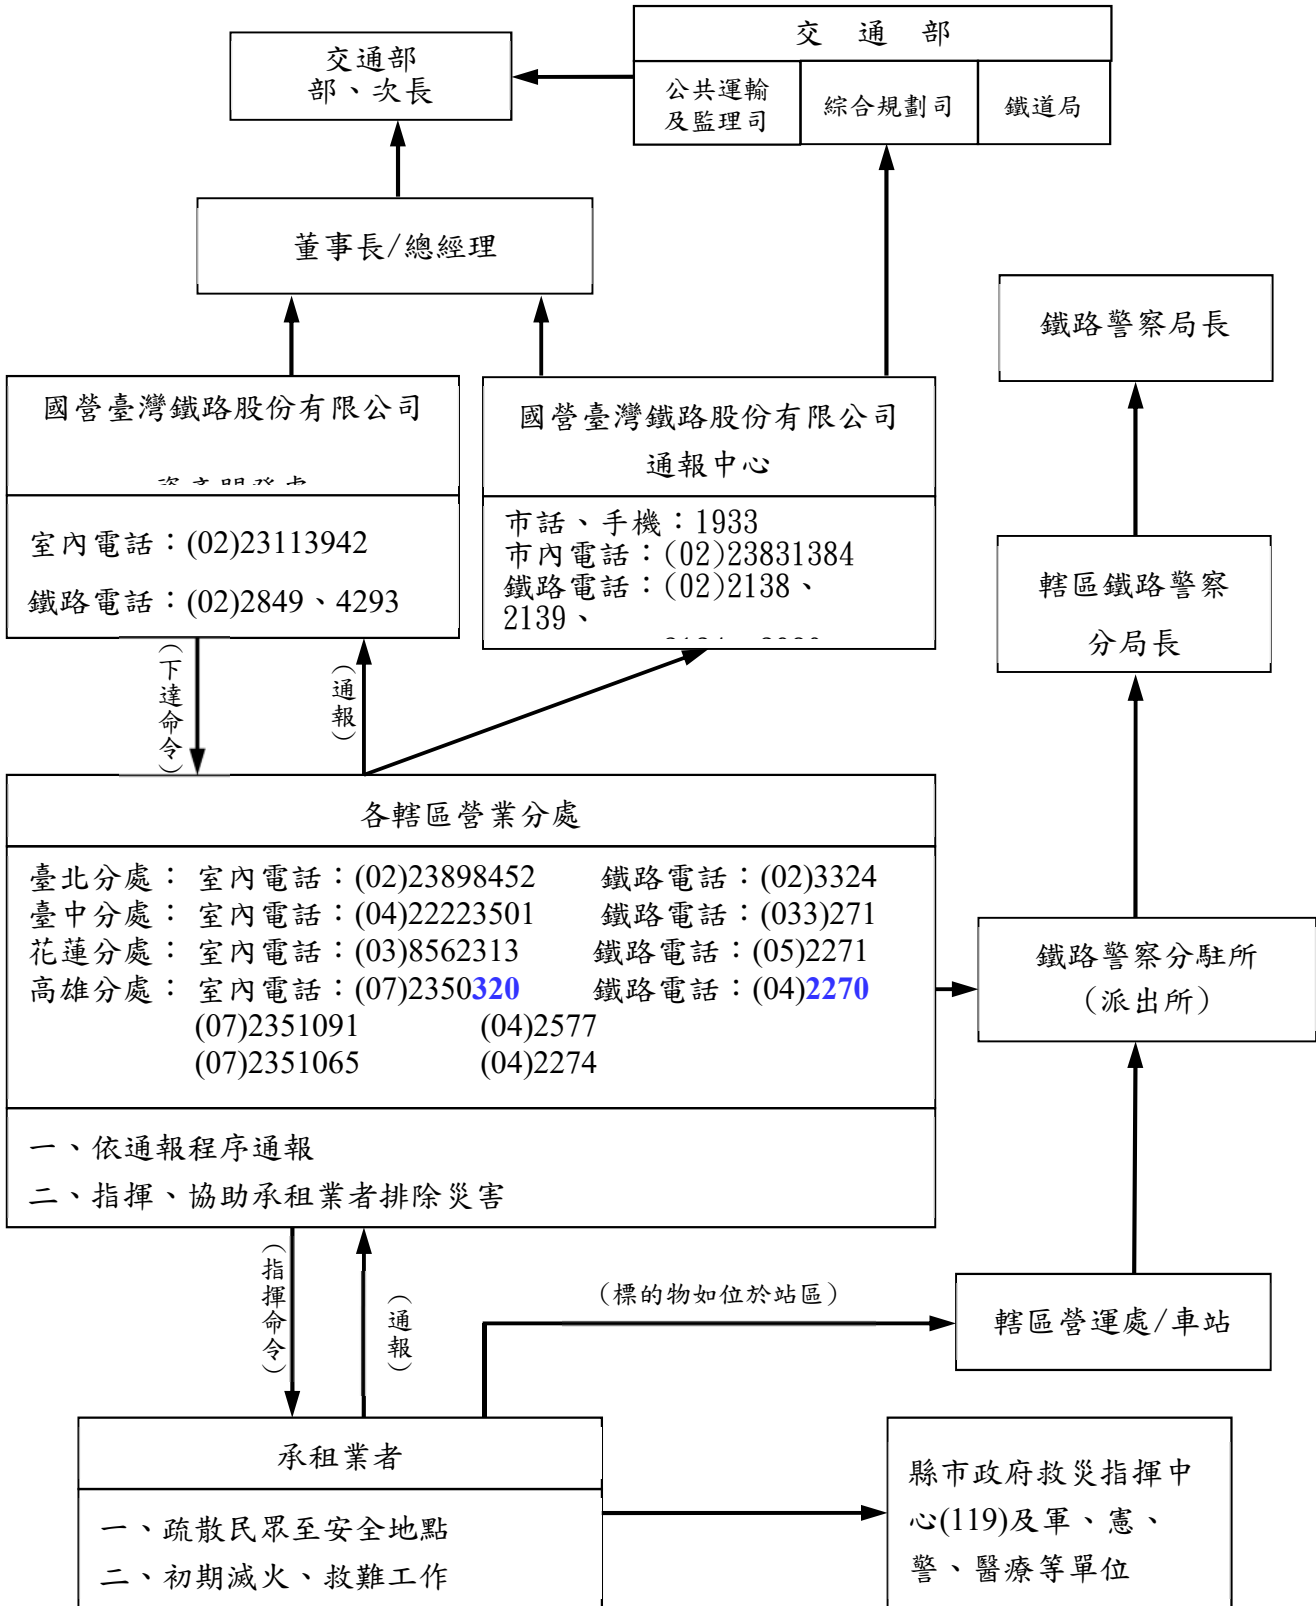 交通部
部、次長
交 通 部
公共運輸
及監理司
綜合規劃司
鐵道局
董事長/總經理
鐵路警察局長
國營臺灣鐵路股份有限公司
室內電話：(02)23113942
鐵路電話：(02)2849、4293
國營臺灣鐵路股份有限公司
通報中心
市話、手機：1933
市內電話：(02)23831384
鐵路電話：(02)2138、
2139、
轄區鐵路警察
分局長
（下達命令）
（通報）
各轄區營業分處
臺北分處： 室內電話：(02)23898452 鐵路電話：(02)3324
臺中分處： 室內電話：(04)22223501 鐵路電話：(033)271
花蓮分處： 室內電話：(03)8562313 鐵路電話：(05)2271
高雄分處： 室內電話：(07)2350320 鐵路電話：(04)2270
(07)2351091 (04)2577
(07)2351065 (04)2274
一、依通報程序通報
二、指揮、協助承租業者排除災害
鐵路警察分駐所
（派出所）
（指揮命令）
（通報）
（標的物如位於站區）
轄區營運處/車站
承租業者
一、疏散民眾至安全地點
二、初期滅火、救難工作
縣市政府救災指揮中
心(119)及軍、憲、
警、醫療等單位